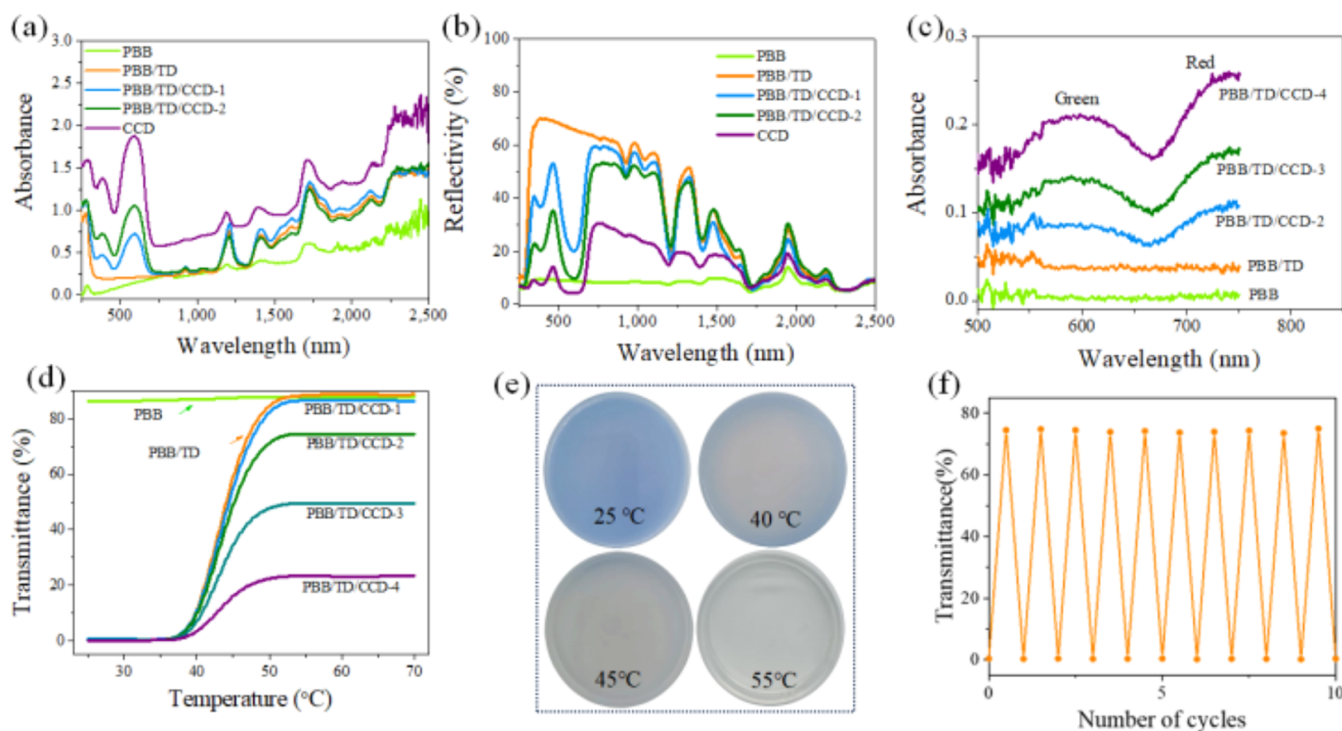 (a)
3.0
2.5
2.0
1.5
1.0
0.5
0.0
Absorbance
PBB
PBB/TD
PBB/TD/CCD-1
PBB/TD/CCD-2
CCD
500
1,000
1,500
2,000
2,500
Wavelength (nm)
(b)
100
80
60
40
20
0
Reflectivity (%)
PBB
PBB/TD
PBB/TD/CCD-1
PBB/TD/CCD-2
CCD
500
1,000
1,500
2,000
2,500
Wavelength (nm)
(c)
0.3
0.2
0.1
0.0
Absorbance
Green
Red
PBB/TD/CCD-4
PBB/TD/CCD-3
PBB/TD/CCD-2
PBB/TD
PBB
500
600
700
800
Wavelength (nm)
(d)
80
60
40
20
0
Transmittance (%)
PBB
PBB/TD
PBB/TD/CCD-1
PBB/TD/CCD-2
PBB/TD/CCD-3
PBB/TD/CCD-4
30
40
50
60
70
Temperature (°C)
(e)
25 °C
40 °C
45°C
55°C
(f)
80
60
40
20
0
Transmittance(%)
0
5
10
Number of cycles